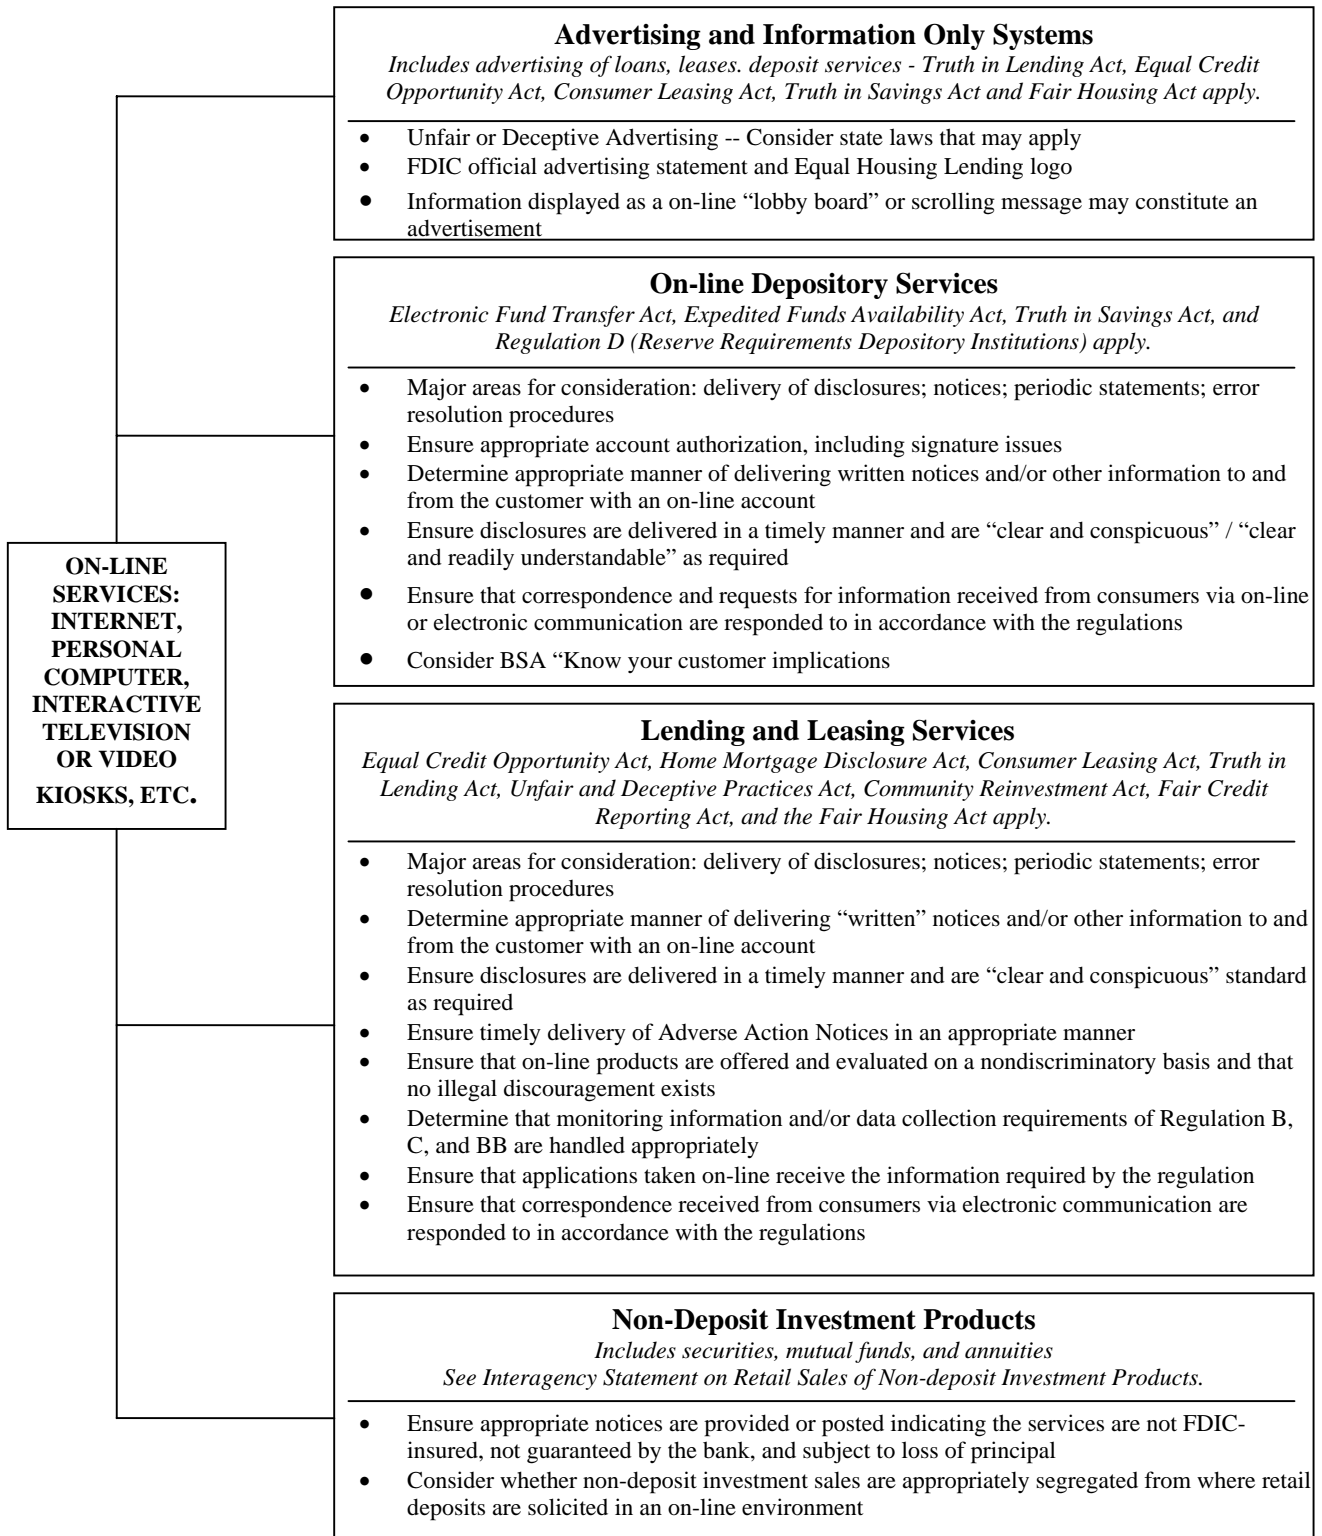 Advertising and Information Only Systems
Includes advertising of loans, leases. deposit services - Truth in Lending Act, Equal Credit
Opportunity Act, Consumer Leasing Act, Truth in Savings Act and Fair Housing Act apply.
• Unfair or Deceptive Advertising -- Consider state laws that may apply
• FDIC official advertising statement and Equal Housing Lending logo
• Information displayed as a on-line “lobby board” or scrolling message may constitute an
advertisement
On-line Depository Services
Electronic Fund Transfer Act, Expedited Funds Availability Act, Truth in Savings Act, and
Regulation D (Reserve Requirements Depository Institutions) apply.
• Major areas for consideration: delivery of disclosures; notices; periodic statements; error
resolution procedures
• Ensure appropriate account authorization, including signature issues
• Determine appropriate manner of delivering written notices and/or other information to and
from the customer with an on-line account
• Ensure disclosures are delivered in a timely manner and are “clear and conspicuous” / “clear
and readily understandable” as required
• Ensure that correspondence and requests for information received from consumers via on-line
or electronic communication are responded to in accordance with the regulations
• Consider BSA “Know your customer implications
ON-LINE
SERVICES:
INTERNET,
PERSONAL
COMPUTER,
INTERACTIVE
TELEVISION
OR VIDEO
KIOSKS, ETC.
Lending and Leasing Services
Equal Credit Opportunity Act, Home Mortgage Disclosure Act, Consumer Leasing Act, Truth in
Lending Act, Unfair and Deceptive Practices Act, Community Reinvestment Act, Fair Credit
Reporting Act, and the Fair Housing Act apply.
• Major areas for consideration: delivery of disclosures; notices; periodic statements; error
resolution procedures
• Determine appropriate manner of delivering “written” notices and/or other information to and
from the customer with an on-line account
• Ensure disclosures are delivered in a timely manner and are “clear and conspicuous” standard
as required
• Ensure timely delivery of Adverse Action Notices in an appropriate manner
• Ensure that on-line products are offered and evaluated on a nondiscriminatory basis and that
no illegal discouragement exists
• Determine that monitoring information and/or data collection requirements of Regulation B,
C, and BB are handled appropriately
• Ensure that applications taken on-line receive the information required by the regulation
• Ensure that correspondence received from consumers via electronic communication are
responded to in accordance with the regulations
Non-Deposit Investment Products
Includes securities, mutual funds, and annuities
See Interagency Statement on Retail Sales of Non-deposit Investment Products.
• Ensure appropriate notices are provided or posted indicating the services are not FDIC-
insured, not guaranteed by the bank, and subject to loss of principal
• Consider whether non-deposit investment sales are appropriately segregated from where retail
deposits are solicited in an on-line environment